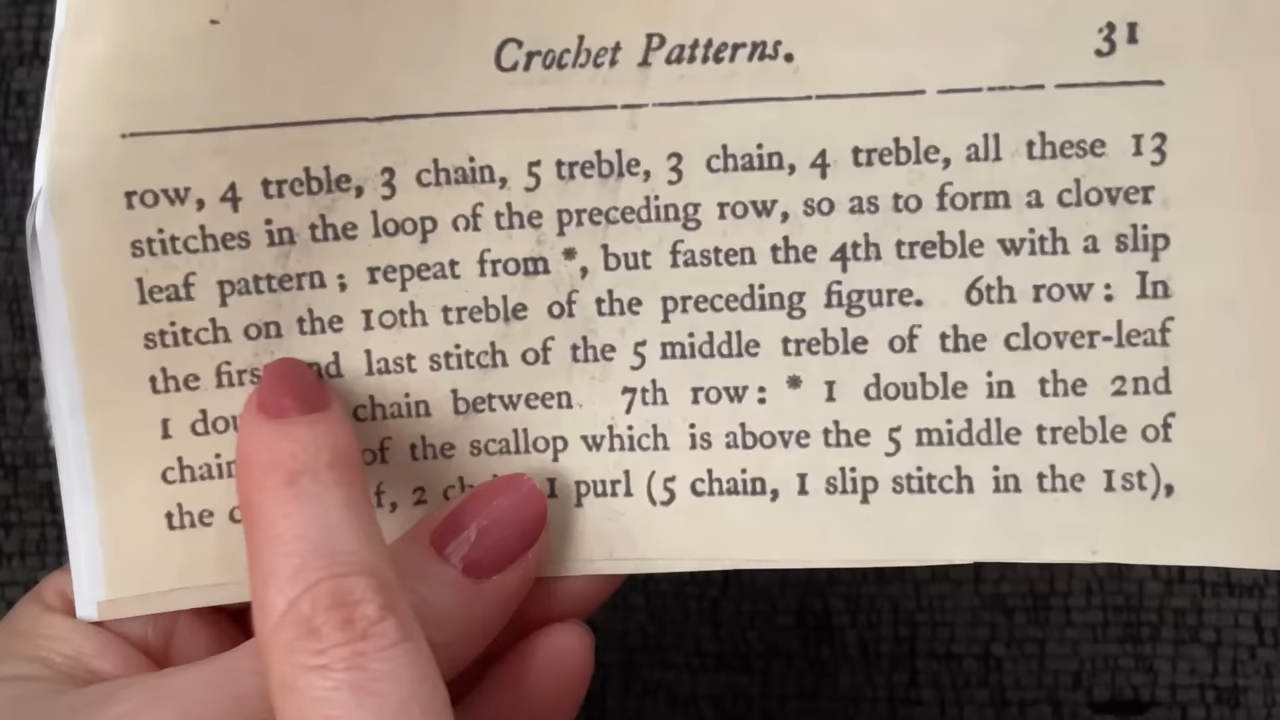 Crochet Patterns. 31
row, 4 treble, 3 chain, 5 treble, 3 chain, 4 treble, all these 13
stitches in the loop of the preceding row, so as to form a clover
leaf pattern ; repeat from *, but fasten the 4th treble with a slip
stitch on the 10th treble of the preceding figure. 6th row : In
the last stitch of the 5 middle treble of the clover-leaf
1 chain between. 7th row : * 1 double in the 2nd
of the scallop which is above the 5 middle treble of
the 2 1 purl (5 chain, 1 slip stitch in the 1st),